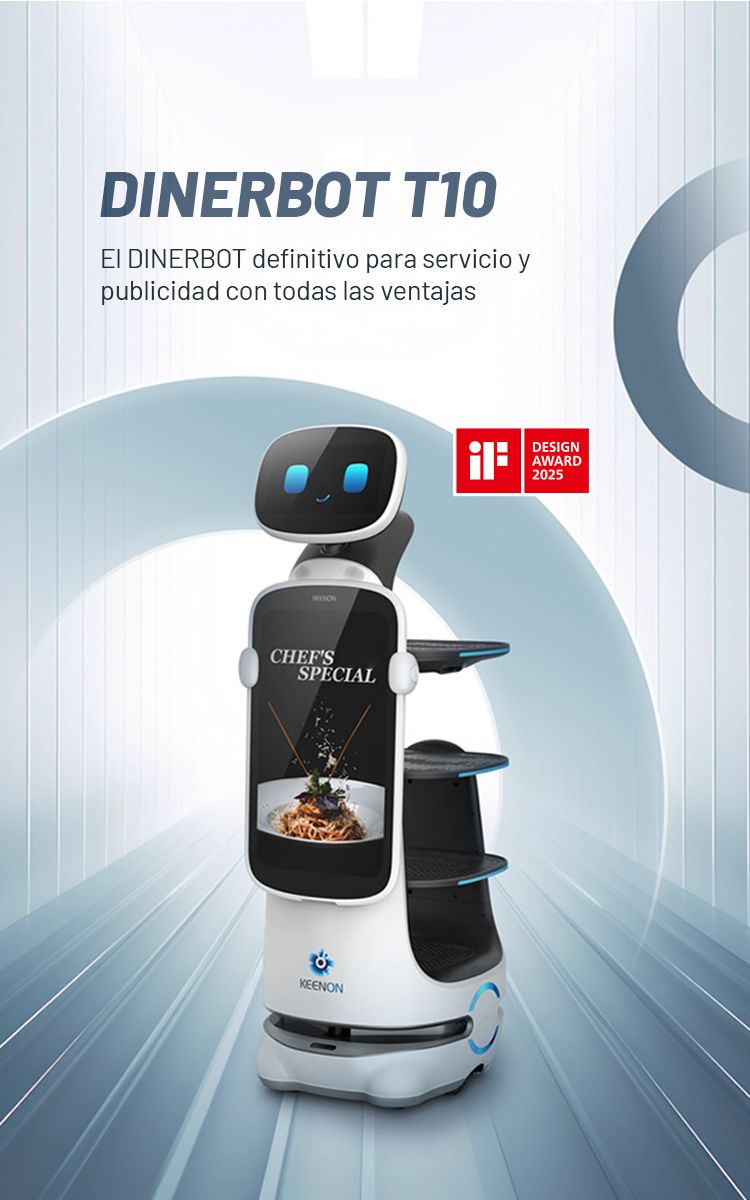 DINERBOT T10
El DINERBOT definitivo para servicio y
publicidad con todas las ventajas
iF
DESIGN
AWARD
2025
KEENON
CHEF'S
SPECIAL
KEENON